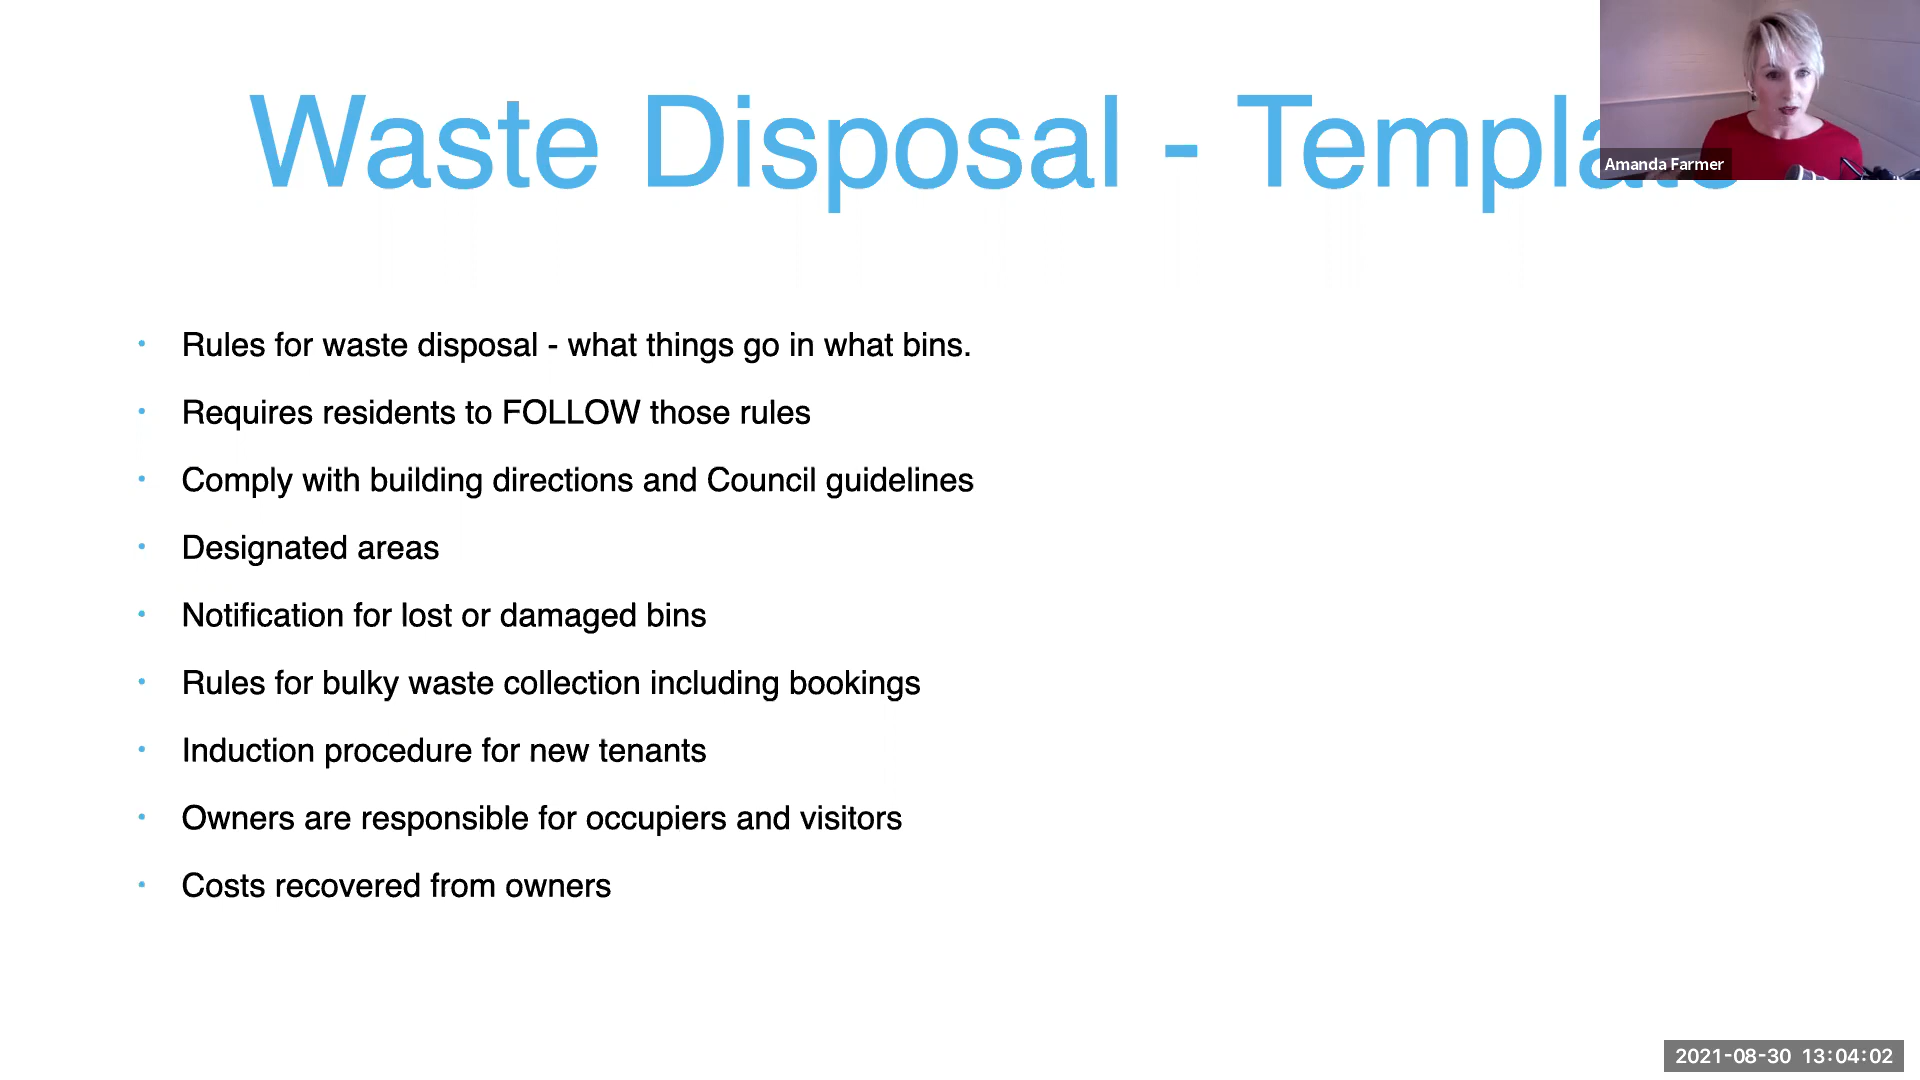 Waste Disposal - Template
Amanda Farmer
• Rules for waste disposal - what things go in what bins.
• Requires residents to FOLLOW those rules
• Comply with building directions and Council guidelines
• Designated areas
• Notification for lost or damaged bins
• Rules for bulky waste collection including bookings
• Induction procedure for new tenants
• Owners are responsible for occupiers and visitors
• Costs recovered from owners
2021-08-30 13:04:02